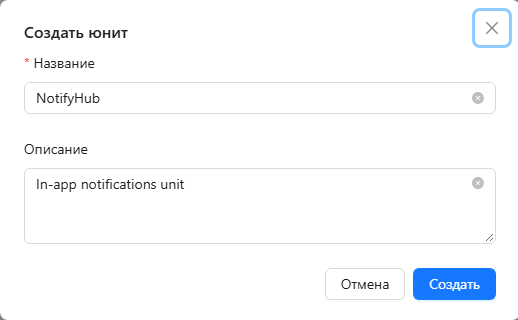 Создать юнит
* Название
NotifyHub
Описание
In-app notifications unit
Отмена
Создать